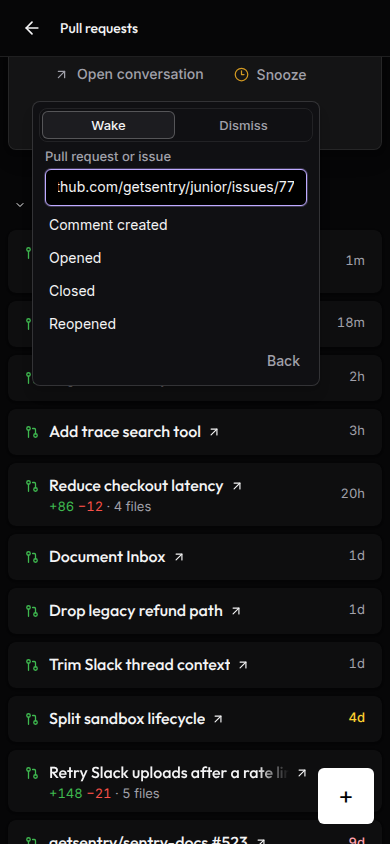 Pull requests
Open conversation
Snooze
Wake
Dismiss
Pull request or issue
hub.com/getsentry/junior/issues/77
Comment created
1m
Opened
Closed
18m
Reopened
Back
2h
Add trace search tool
3h
Reduce checkout latency
20h
+86 −12 · 4 files
Document Inbox
1d
Drop legacy refund path
1d
Trim Slack thread context
1d
Split sandbox lifecycle
4d
Retry Slack uploads after a rate
+148 −21 · 5 files
+
getsentry/sentry-docs #523
9d